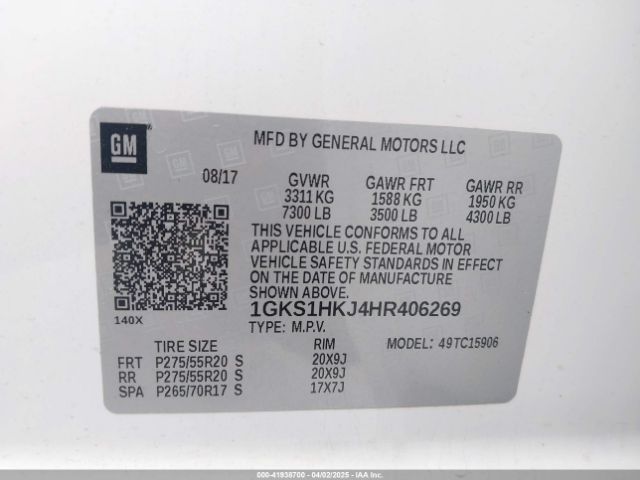 GM
MFD BY GENERAL MOTORS LLC
08/17 GVWR GAWR FRT GAWR RR
3311 KG 1588 KG 1950 KG
7300 LB 3500 LB 4300 LB
THIS VEHICLE CONFORMS TO ALL
APPLICABLE U.S. FEDERAL MOTOR
VEHICLE SAFETY STANDARDS IN EFFECT
ON THE DATE OF MANUFACTURE
SHOWN ABOVE.
140X
1GKS1HKJ4HR406269
TYPE: M.P.V. MODEL: 49TC15906
TIRE SIZE RIM
FRT P275/55R20 S 20X9J
RR P275/55R20 S 20X9J
SPA P265/70R17 S 17X7J
000-41938700 - 04/02/2025 - IAA Inc.